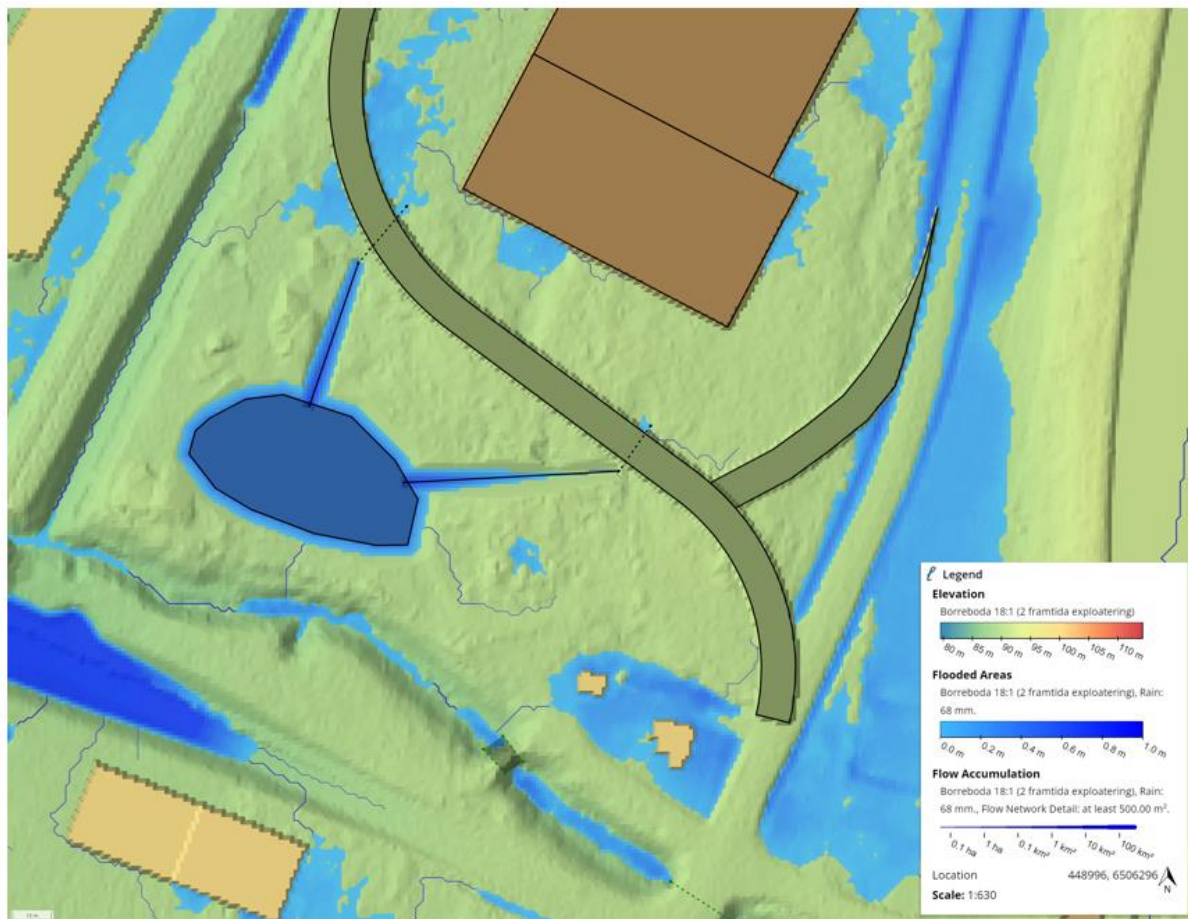 Legend
Elevation
Borreboda 18:1 (2 framtida exploatering)
80 m 85 m 90 m 95 m 100 m 105 m 110 m
Flooded Areas
Borreboda 18:1 (2 framtida exploatering), Rain:
68 mm.
0.0 m 0.2 m 0.4 m 0.6 m 0.8 m 1.0 m
Flow Accumulation
Borreboda 18:1 (2 framtida exploatering), Rain:
68 mm., Flow Network Detail: at least 500.00 m².
0.1 ha 1 ha 0.1 km² 1 km² 10 km² 100 km²
Location 448996, 6506296
N
Scale: 1:630